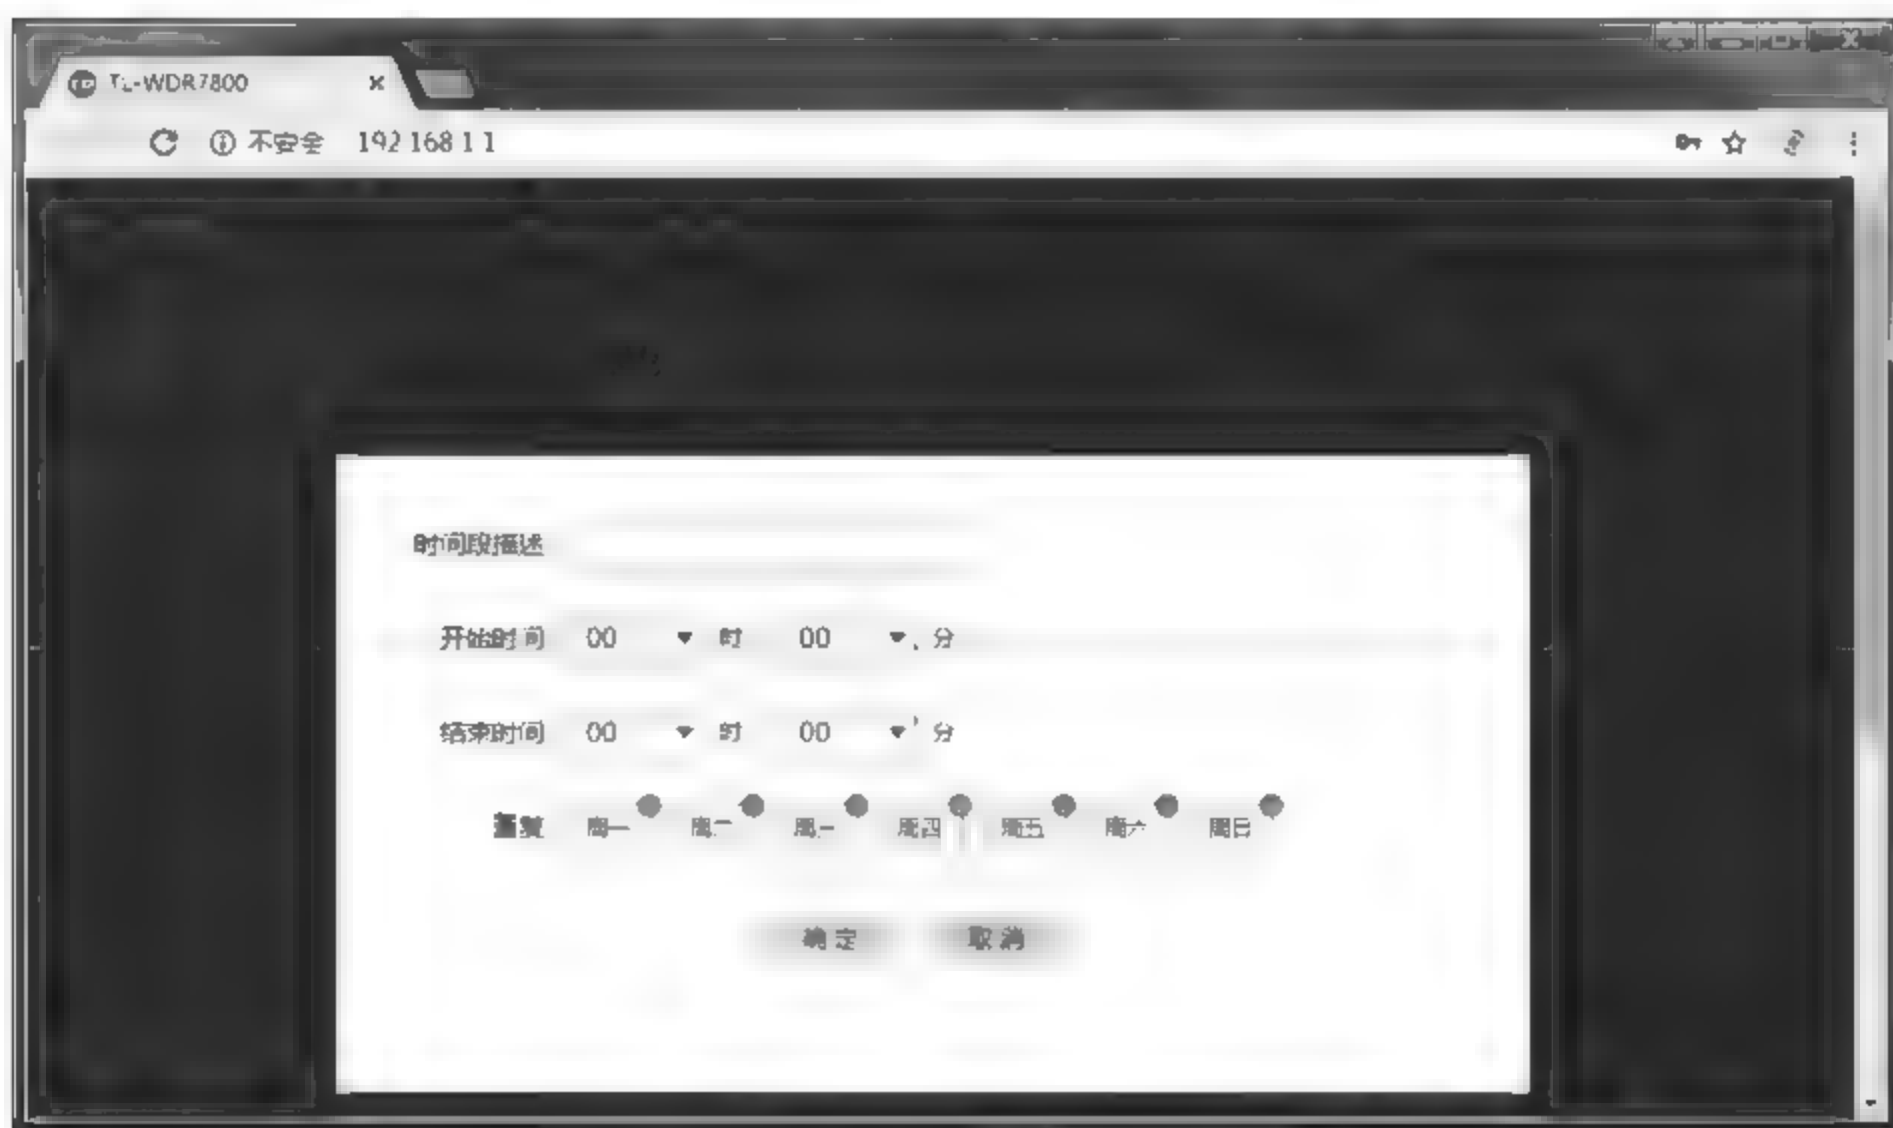 TL-WDR7800
不安全 192 168 1 1
时间段描述
开始时间 00 时 00 分
结束时间 00 时 00 分
重复 周一 周二 周三 周四 周五 周六 周日
确定 取消